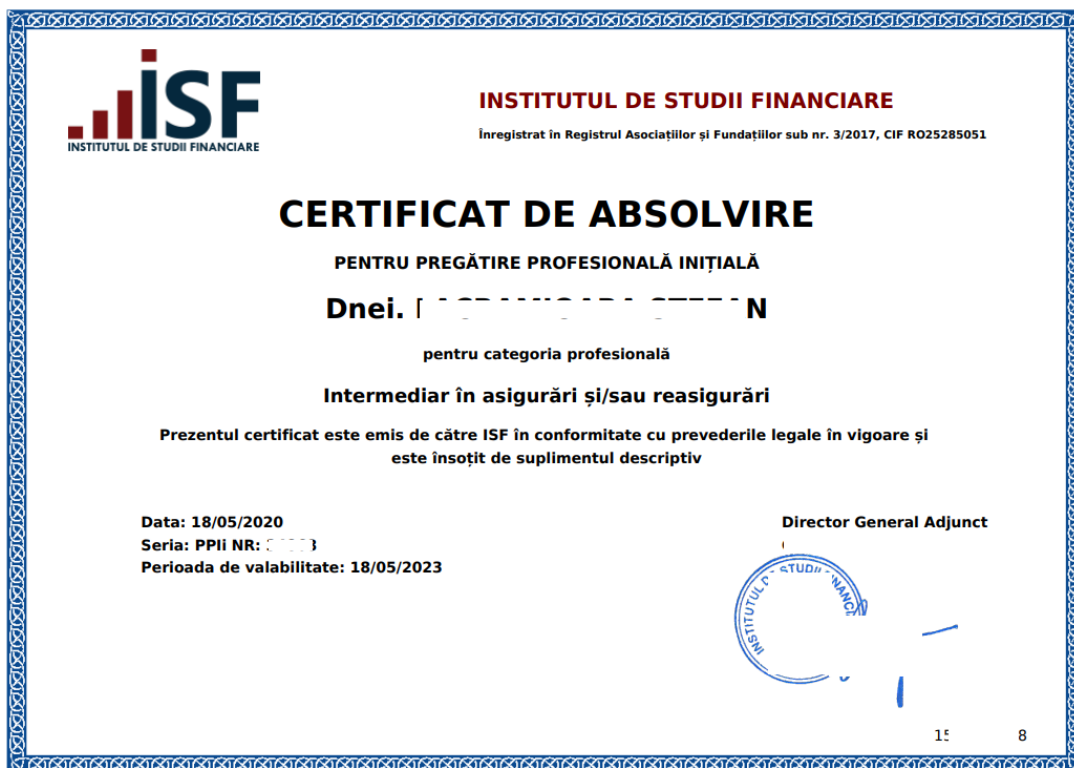 iSF
INSTITUTUL DE STUDII FINANCIARE
INSTITUTUL DE STUDII FINANCIARE
Înregistrat în Registrul Asociațiilor și Fundațiilor sub nr. 3/2017, CIF RO25285051
CERTIFICAT DE ABSOLVIRE
PENTRU PREGĂTIRE PROFESIONALĂ INIȚIALĂ
Dnei.
pentru categoria profesională
Intermediar în asigurări și/sau reasigurări
Prezentul certificat este emis de către ISF în conformitate cu prevederile legale în vigoare și
este însoțit de suplimentul descriptiv
Data: 18/05/2020
Seria: PPIi NR:
Perioada de valabilitate: 18/05/2023
Director General Adjunct
INSTITUTUL DE STUDII
15 8